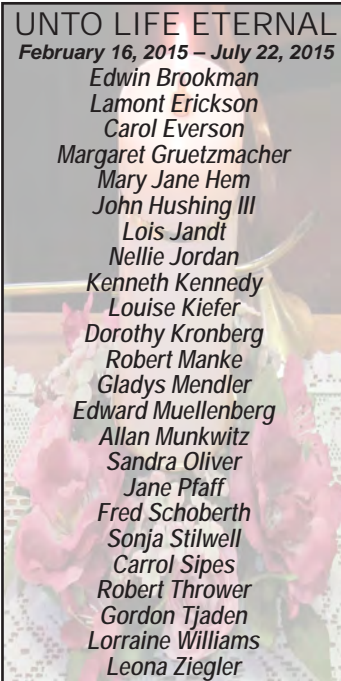 UNTO LIFE ETERNAL
February 16, 2015 – July 22, 2015
Edwin Brookman
Lamont Erickson
Carol Everson
Margaret Gruetzmacher
Mary Jane Hem
John Hushing III
Lois Jandt
Nellie Jordan
Kenneth Kennedy
Louise Kiefer
Dorothy Kronberg
Robert Manke
Gladys Mendler
Edward Muellenberg
Allan Munkwitz
Sandra Oliver
Jane Pfaff
Fred Schoberth
Sonja Stilwell
Carrol Sipes
Robert Thrower
Gordon Tjaden
Lorraine Williams
Leona Ziegler